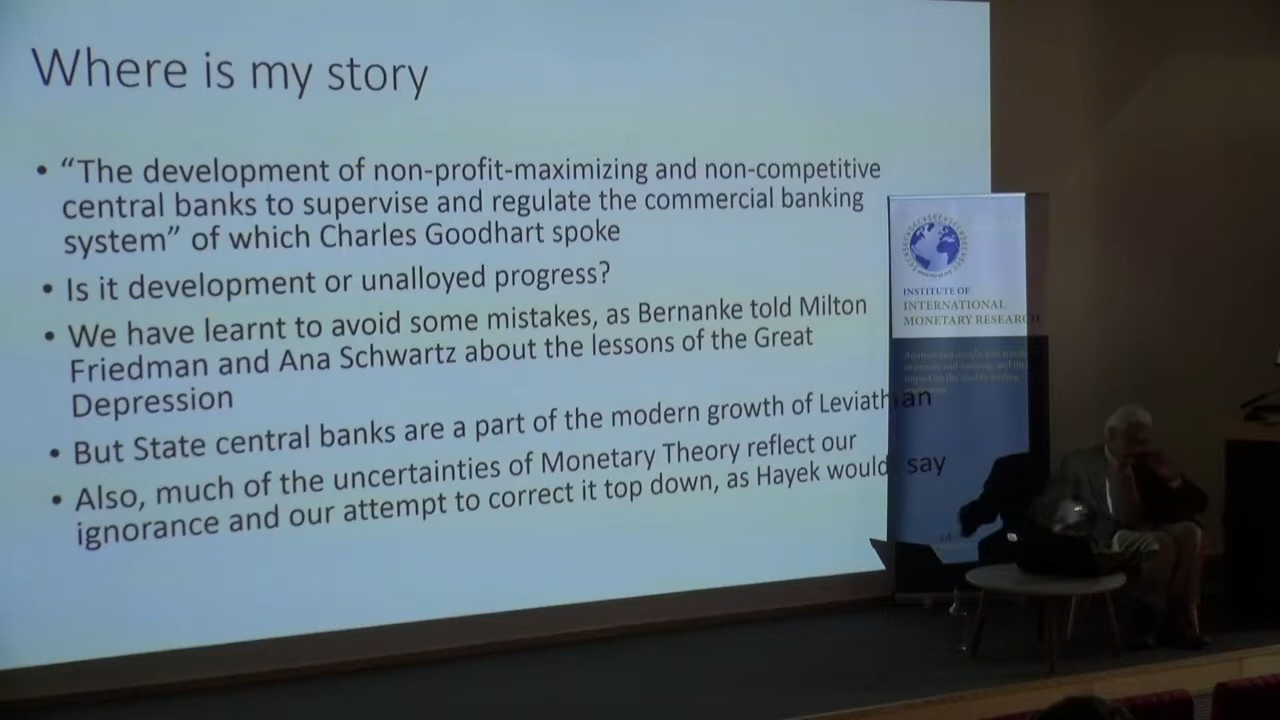 Where is my story
• “The development of non-profit-maximizing and non-competitive
central banks to supervise and regulate the commercial banking
system” of which Charles Goodhart spoke
• Is it development or unalloyed progress?
• We have learnt to avoid some mistakes, as Bernanke told Milton
Friedman and Ana Schwartz about the lessons of the Great
Depression
• But State central banks are a part of the modern growth of Leviathian
• Also, much of the uncertainties of Monetary Theory reflect our
ignorance and our attempt to correct it top down, as Hayek would say
14
INSTITUTE OF
INTERNATIONAL
MONETARY RESEARCH